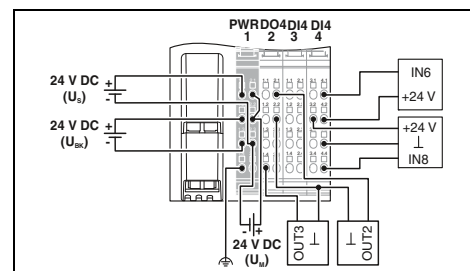 PWR DO4 DI4 DI4
1 2 3 4
24 V DC
(US)
+
-
24 V DC
(UBK)
+
-
IN6
+24 V
+24 V
⊥
IN8
- +
24 V DC
(UM)
OUT3
⊥
⊥
OUT2